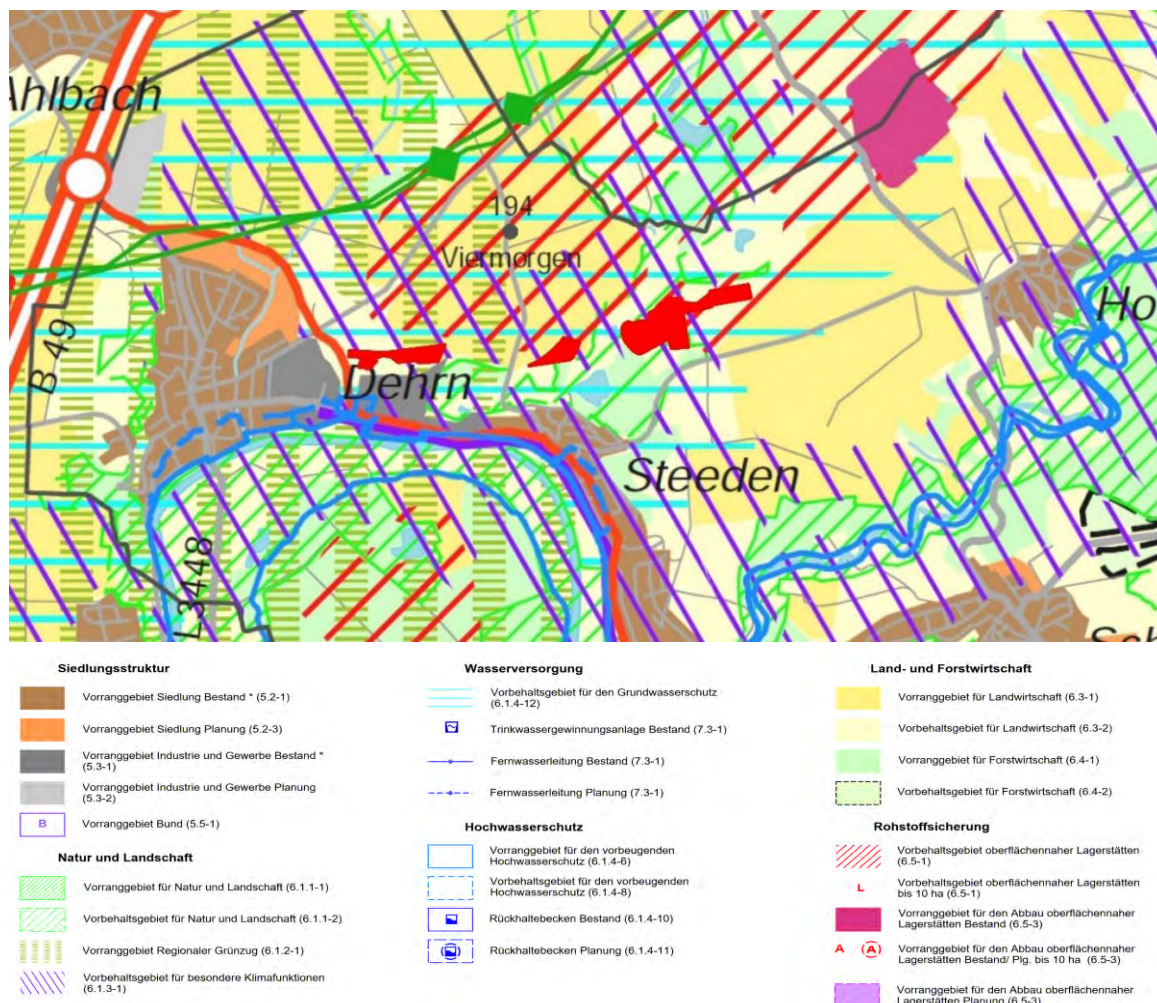 Ahlbach
194
Viermorgen
Ho
B 49
Dehrn
Steeden
L 3448
Sch
Siedlungsstruktur
Vorranggebiet Siedlung Bestand * (5.2-1)
Vorranggebiet Siedlung Planung (5.2-3)
Vorranggebiet Industrie und Gewerbe Bestand *
(5.3-1)
Vorranggebiet Industrie und Gewerbe Planung
(5.3-2)
B
Vorranggebiet Bund (5.5-1)
Natur und Landschaft
Vorranggebiet für Natur und Landschaft (6.1.1-1)
Vorbehaltsgebiet für Natur und Landschaft (6.1.1-2)
Vorranggebiet Regionaler Grünzug (6.1.2-1)
Vorbehaltsgebiet für besondere Klimafunktionen
(6.1.3-1)
Wasserversorgung
Vorbehaltsgebiet für den Grundwasserschutz
(6.1.4-12)
Trinkwassergewinnungsanlage Bestand (7.3-1)
Fernwasserleitung Bestand (7.3-1)
Fernwasserleitung Planung (7.3-1)
Hochwasserschutz
Vorranggebiet für den vorbeugenden
Hochwasserschutz (6.1.4-6)
Vorbehaltsgebiet für den vorbeugenden
Hochwasserschutz (6.1.4-8)
Rückhaltebecken Bestand (6.1.4-10)
Rückhaltebecken Planung (6.1.4-11)
Land- und Forstwirtschaft
Vorranggebiet für Landwirtschaft (6.3-1)
Vorbehaltsgebiet für Landwirtschaft (6.3-2)
Vorranggebiet für Forstwirtschaft (6.4-1)
Vorbehaltsgebiet für Forstwirtschaft (6.4-2)
Rohstoffsicherung
Vorbehaltsgebiet oberflächennaher Lagerstätten
(6.5-1)
L
Vorbehaltsgebiet oberflächennaher Lagerstätten
bis 10 ha (6.5-1)
Vorranggebiet für den Abbau oberflächennaher
Lagerstätten Bestand (6.5-3)
A (A)
Vorranggebiet für den Abbau oberflächennaher
Lagerstätten Bestand/ Plg. bis 10 ha (6.5-3)
Vorranggebiet für den Abbau oberflächennaher
Lagerstätten Planung (6.5-3)